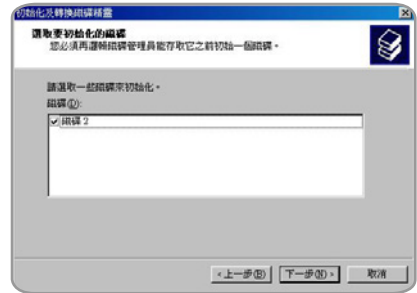 初始化及轉換磁碟精靈
選取要初始化的磁碟
您必須再邏輯磁碟管理員能存取它之前初始一個磁碟。
請選取一些磁碟來初始化。
磁碟(D):
磁碟 2
<上一步(B)
下一步(N)>
取消